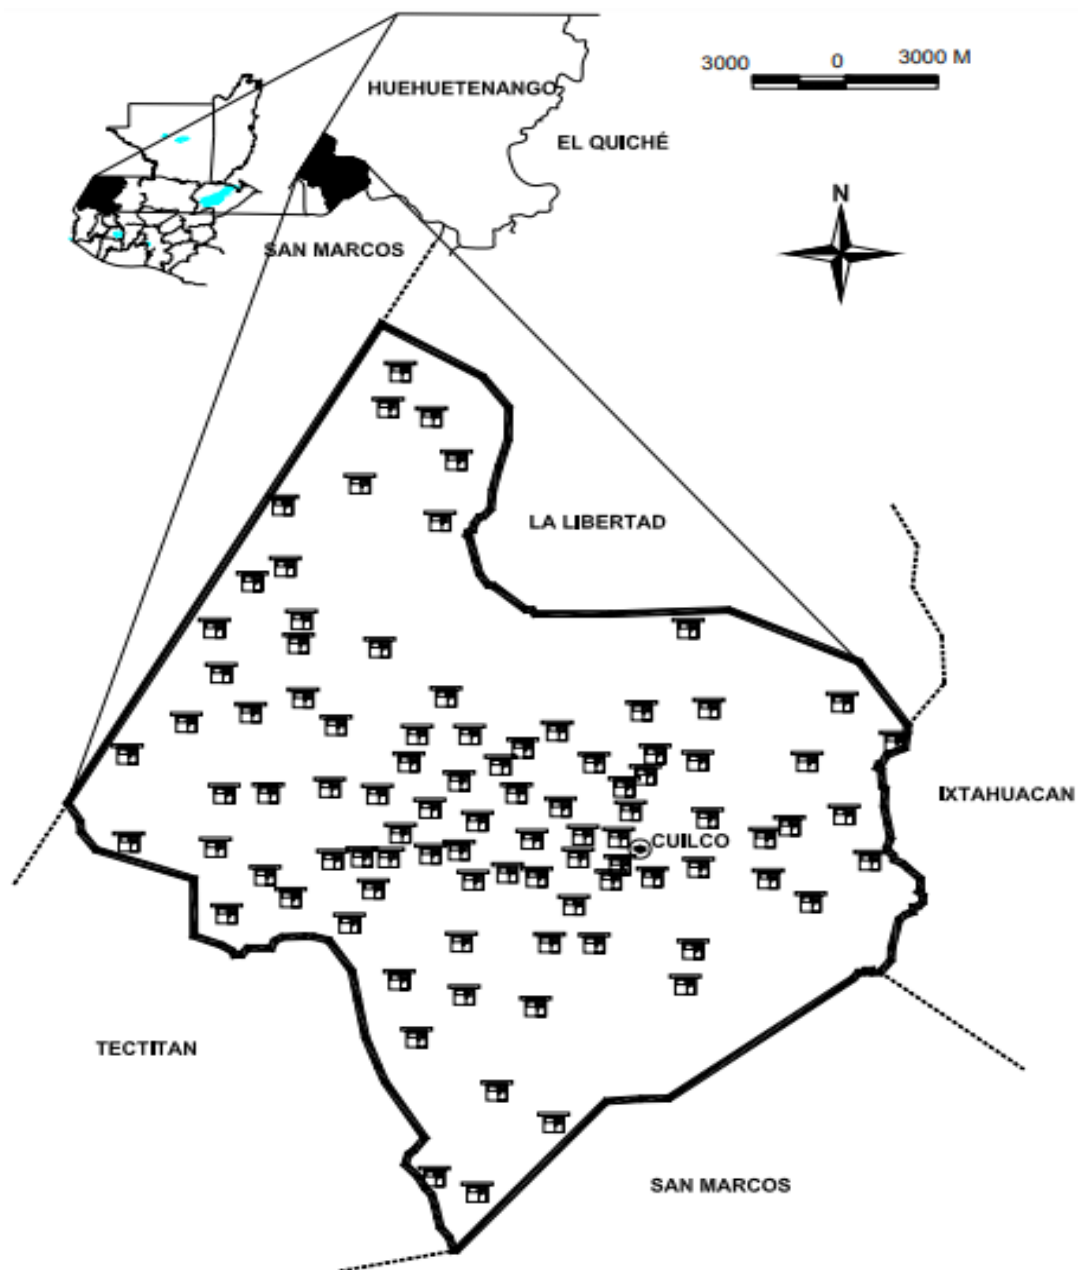 3000 0 3000 M
HUEHUETENANGO
EL QUICHÉ
N
SAN MARCOS
LA LIBERTAD
IXTAHUACAN
CUILCO
TECTITAN
SAN MARCOS